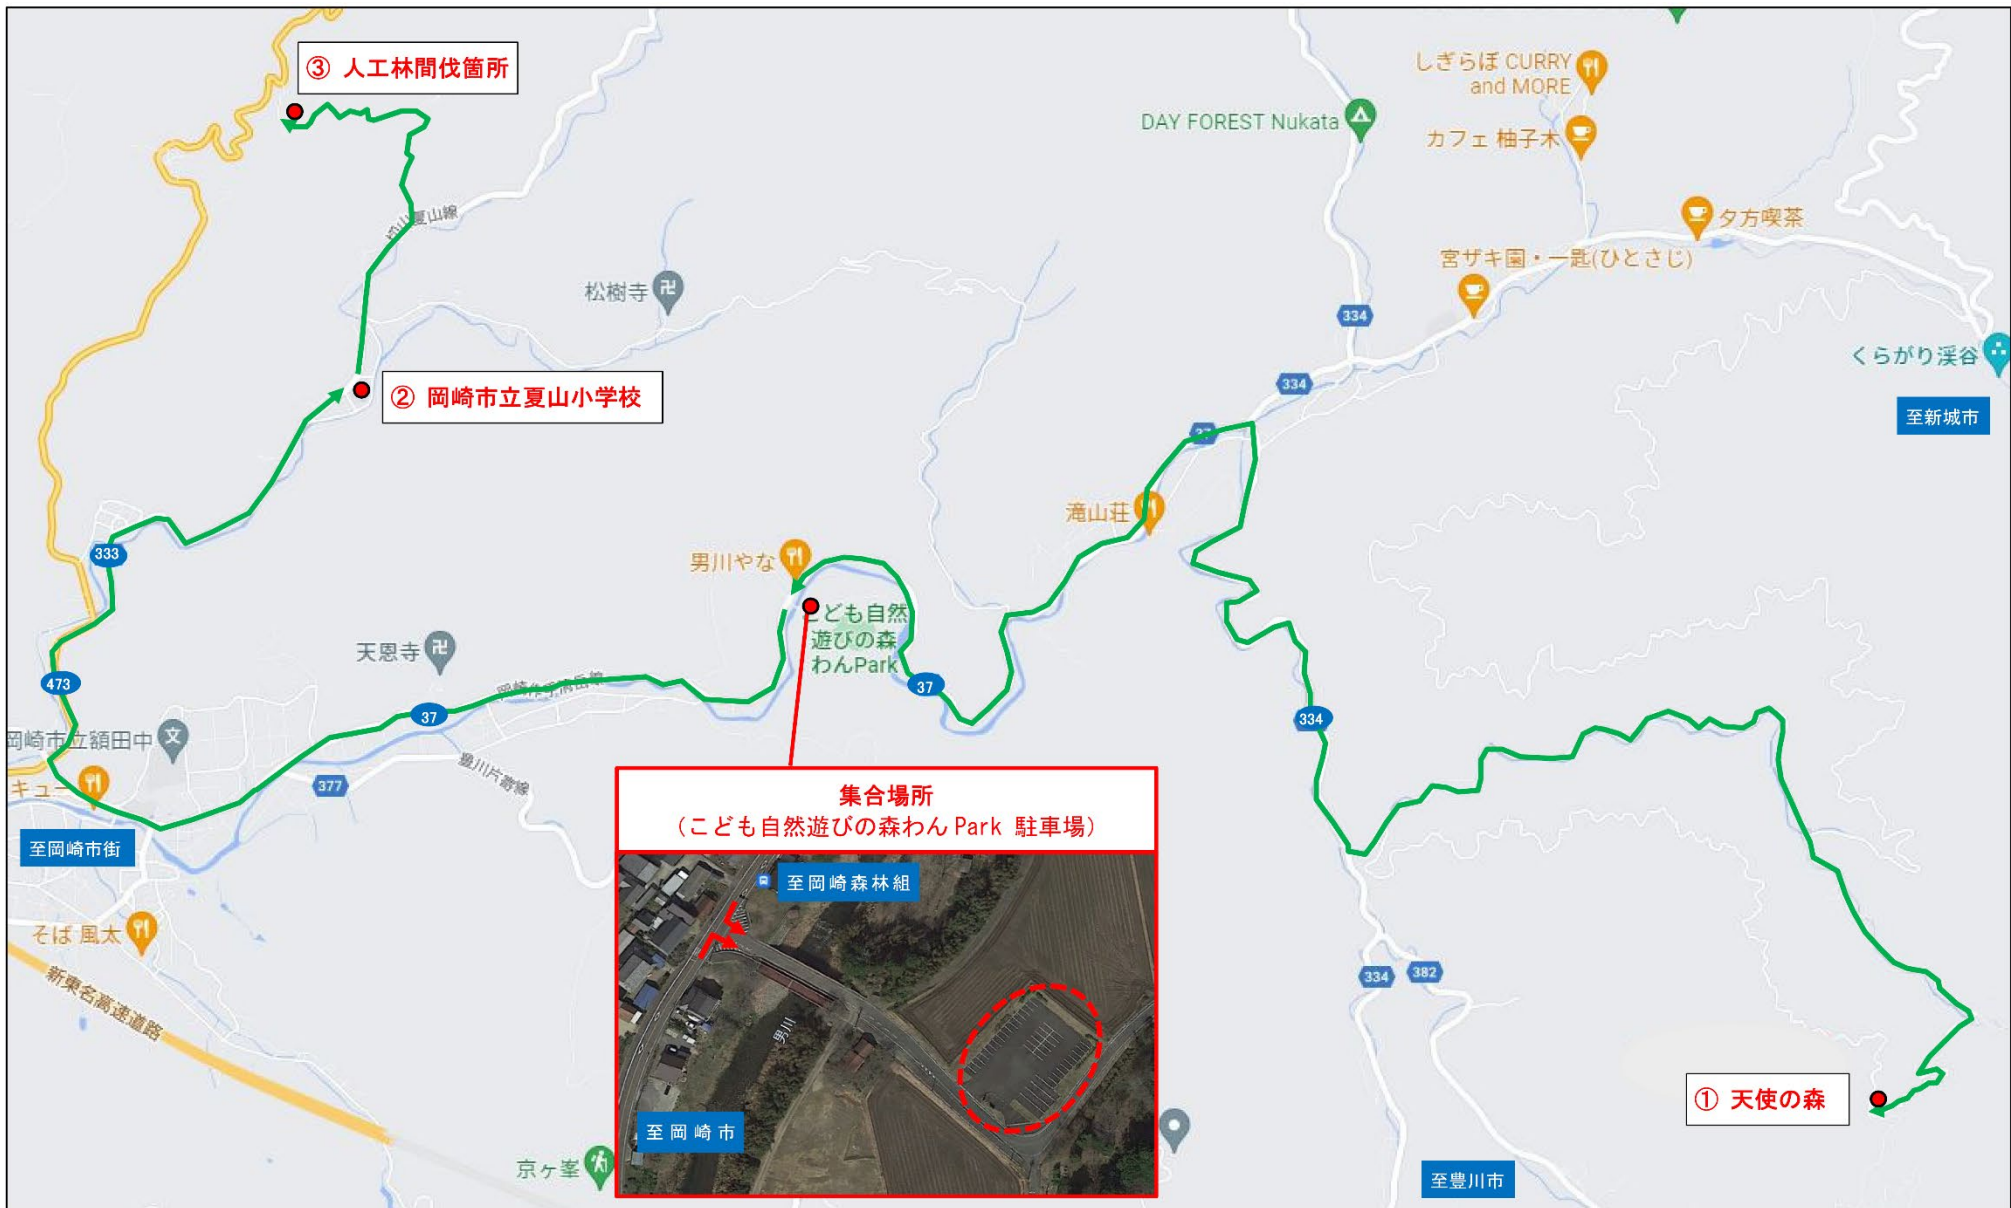 ③ 人工林間伐箇所
しぎらぼ CURRY
and MORE
DAY FOREST Nukata
カフェ 柚子木
夕方喫茶
宮ザキ園・一匙(ひとさじ)
松樹寺
334
くらがり渓谷
334
② 岡崎市立夏山小学校
至新城市
37
滝山荘
333
男川やな
こども自然
遊びの森
わんPark
天恩寺
473
37
37
334
岡崎市立額田中
豊川片寄線
377
キュー
至岡崎市街
集合場所
(こども自然遊びの森わん Park 駐車場)
至岡崎森林組
そば 風太
新東名高速道路
334
382
男川
① 天使の森
至岡崎市
京ヶ峯
至豊川市